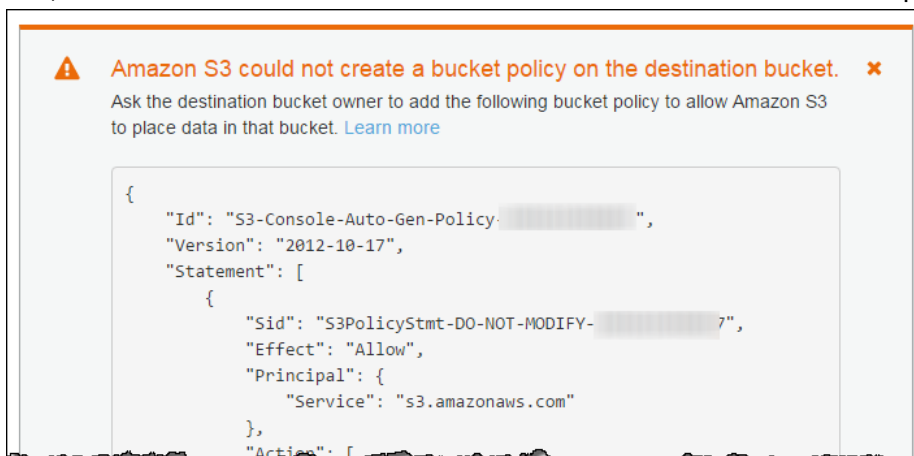 Amazon S3 could not create a bucket policy on the destination bucket.
Ask the destination bucket owner to add the following bucket policy to allow Amazon S3
to place data in that bucket. Learn more
{
"Id": "S3-Console-Auto-Gen-Policy- ",
"Version": "2012-10-17",
"Statement": [
{
"Sid": "S3PolicyStmt-DO-NOT-MODIFY- 7",
"Effect": "Allow",
"Principal": {
"Service": "s3.amazonaws.com"
},
"Action": [